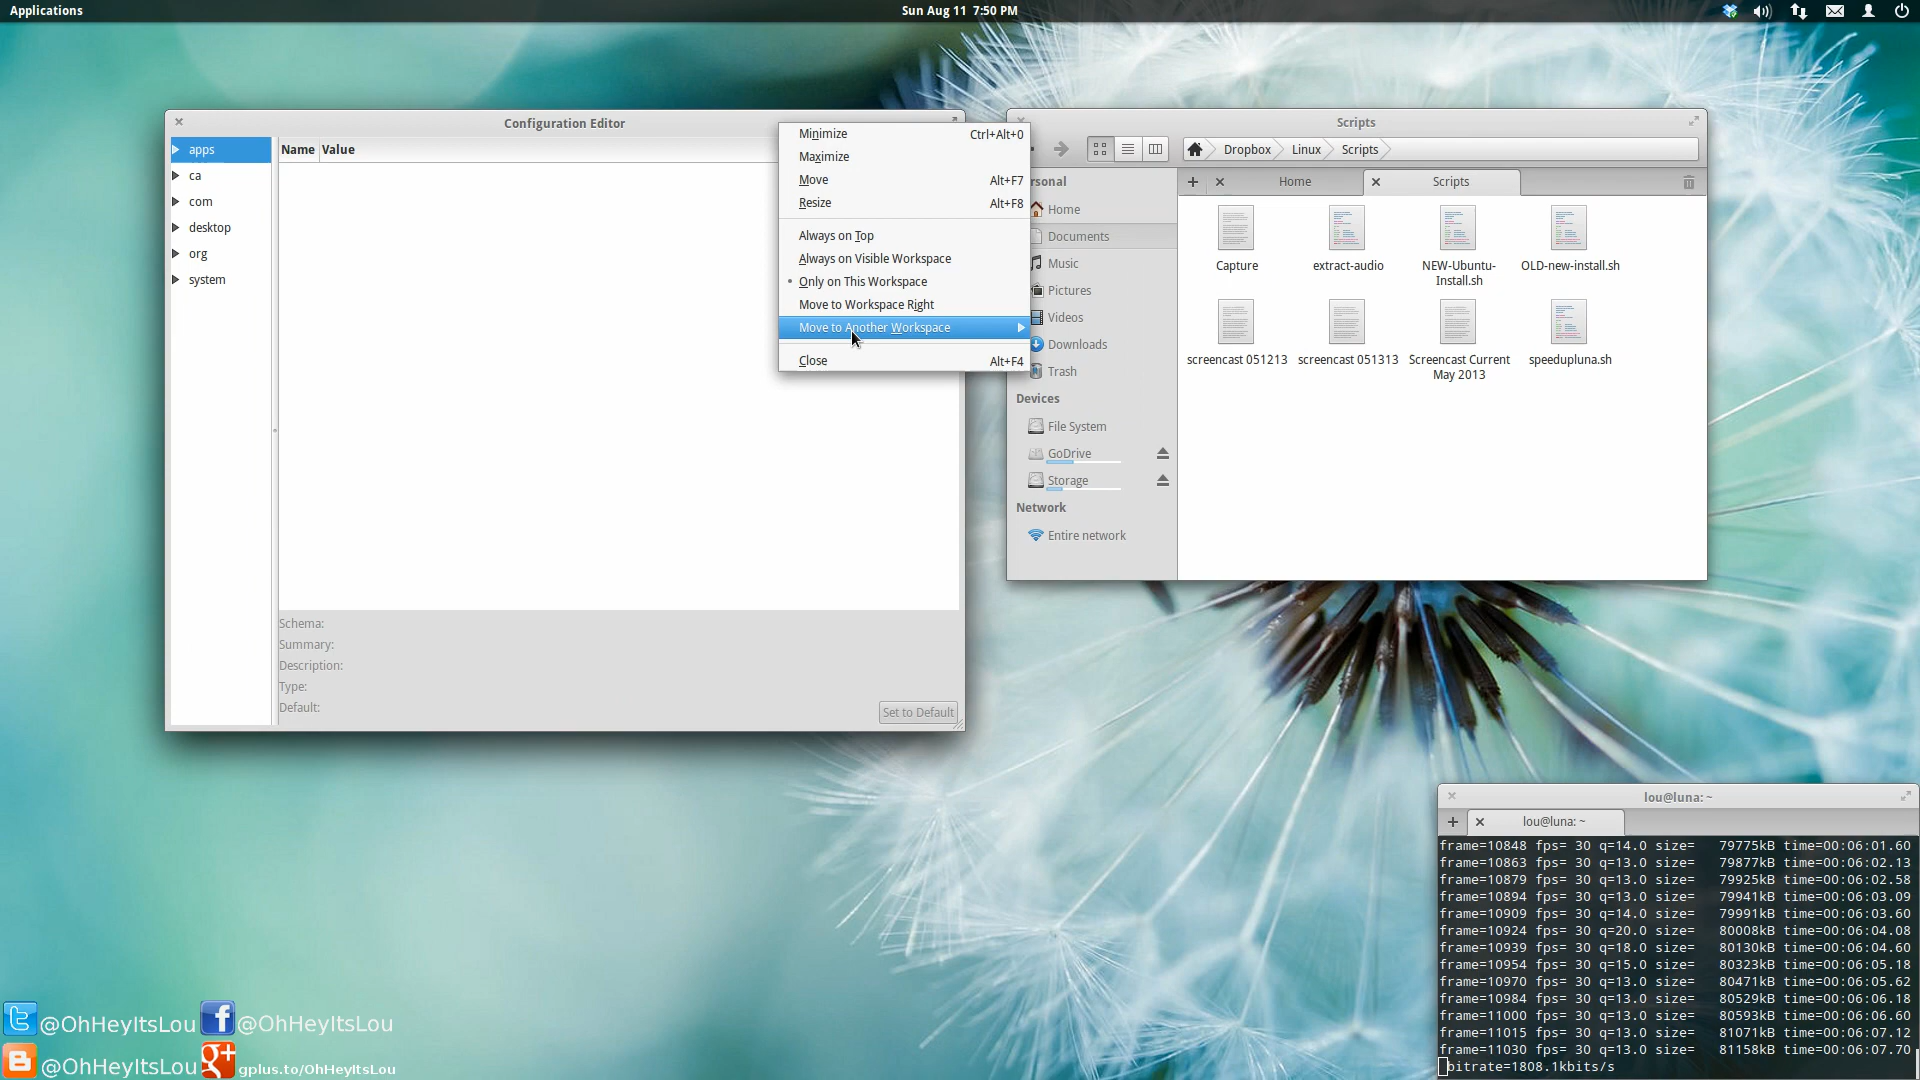 Applications
Sun Aug 11 7:50 PM
Configuration Editor
apps
ca
com
desktop
org
system
Name Value
Schema:
Summary:
Description:
Type:
Default:
Set to Default
Minimize Ctrl+Alt+0
Maximize
Move Alt+F7
Resize Alt+F8
Always on Top
Always on Visible Workspace
Only on This Workspace
Move to Workspace Right
Move to Another Workspace
Close Alt+F4
Scripts
Dropbox Linux Scripts
rsonal
Home
Documents
Music
Pictures
Videos
Downloads
Trash
Devices
File System
GoDrive
Storage
Network
Entire network
Home Scripts
Capture
extract-audio
NEW-Ubuntu-
Install.sh
OLD-new-install.sh
screencast 051213
screencast 051313
Screencast Current
May 2013
speedupluna.sh
lou@luna: ~
lou@luna: ~
frame=10848 fps= 30 q=14.0 size= 79775kB time=00:06:01.60
frame=10863 fps= 30 q=13.0 size= 79877kB time=00:06:02.13
frame=10879 fps= 30 q=13.0 size= 79925kB time=00:06:02.58
frame=10894 fps= 30 q=13.0 size= 79941kB time=00:06:03.09
frame=10909 fps= 30 q=14.0 size= 79991kB time=00:06:03.60
frame=10924 fps= 30 q=20.0 size= 80008kB time=00:06:04.08
frame=10939 fps= 30 q=18.0 size= 80130kB time=00:06:04.60
frame=10954 fps= 30 q=15.0 size= 80323kB time=00:06:05.18
frame=10970 fps= 30 q=13.0 size= 80471kB time=00:06:05.62
frame=10984 fps= 30 q=13.0 size= 80529kB time=00:06:06.18
frame=11000 fps= 30 q=13.0 size= 80593kB time=00:06:06.60
frame=11015 fps= 30 q=13.0 size= 81071kB time=00:06:07.12
frame=11030 fps= 30 q=13.0 size= 81158kB time=00:06:07.70
bitrate=1808.1kbits/s
@OhHeyItsLou
@OhHeyItsLou
@OhHeyItsLou
gplus.to/OhHeyItsLou